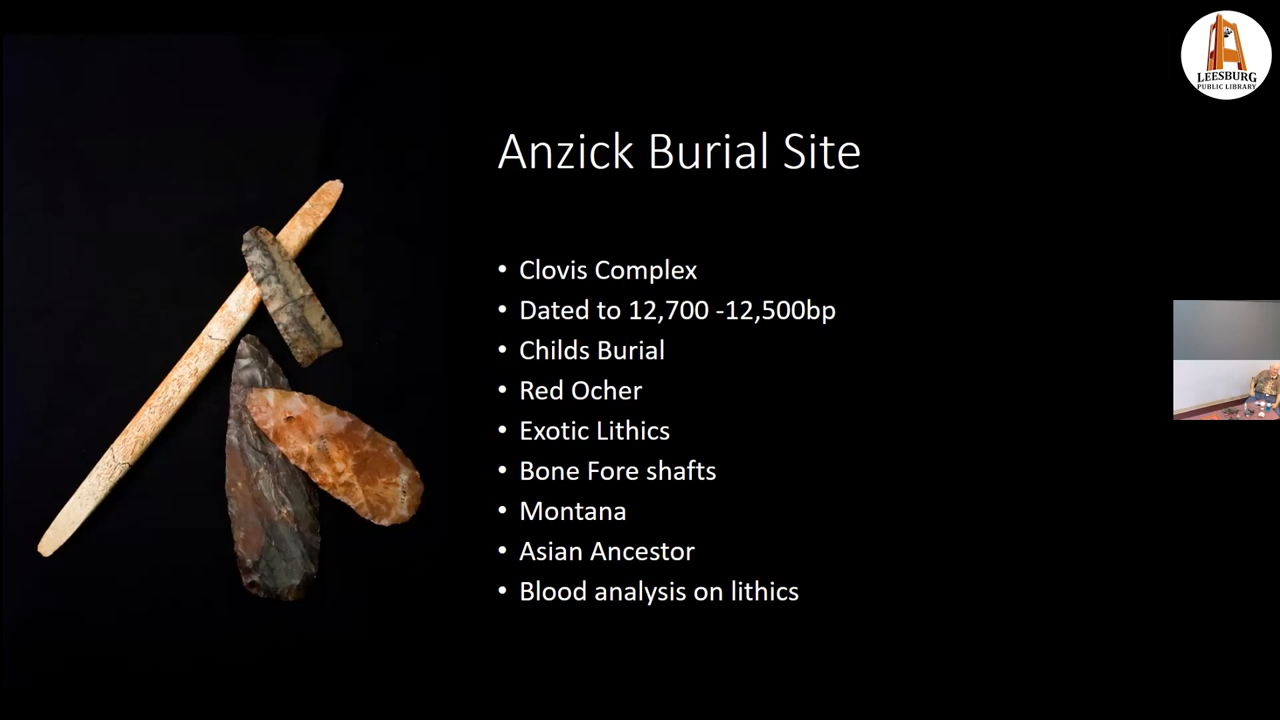 LEESBURG
PUBLIC LIBRARY
Anzick Burial Site
• Clovis Complex
• Dated to 12,700 -12,500bp
• Childs Burial
• Red Ocher
• Exotic Lithics
• Bone Fore shafts
• Montana
• Asian Ancestor
• Blood analysis on lithics